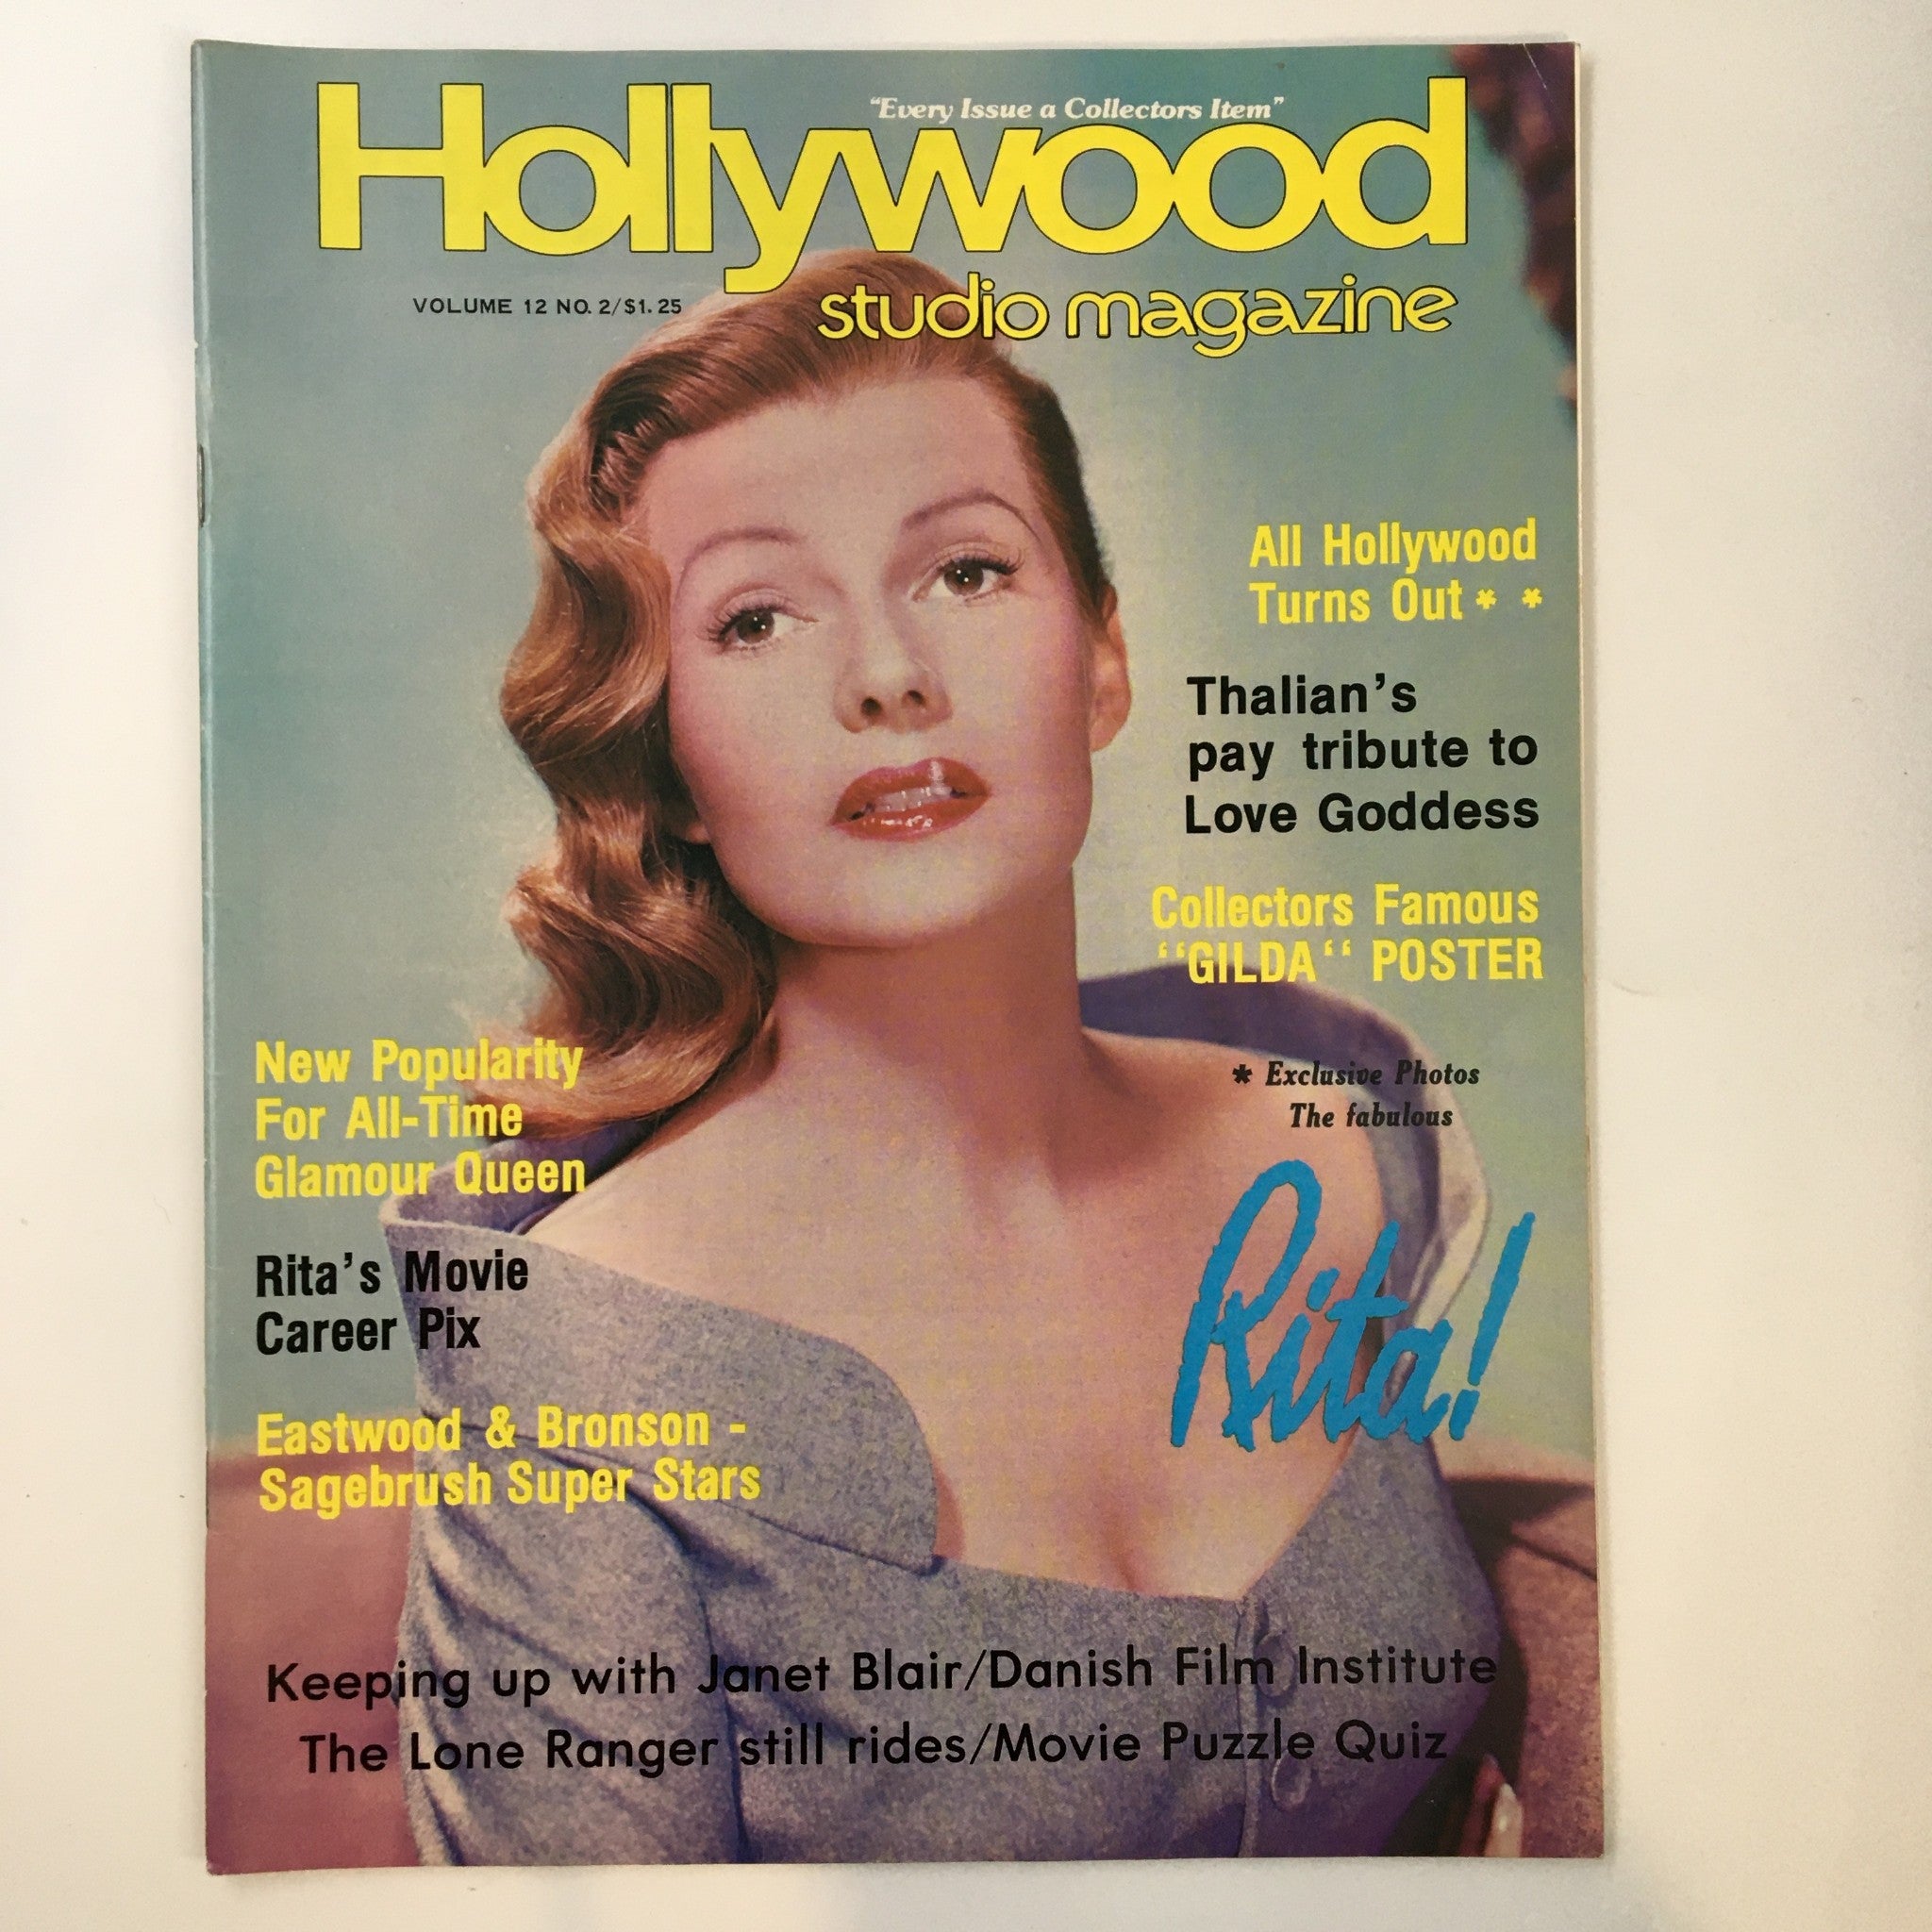 "Every Issue a Collectors Item"
Hollywood
studio magazine
VOLUME 12 NO. 2/$1.25
All Hollywood
Turns Out * *
Thalian's
pay tribute to
Love Goddess
Collectors Famous
"GILDA" POSTER
* Exclusive Photos
The fabulous
Rita!
New Popularity
For All-Time
Glamour Queen
Rita's Movie
Career Pix
Eastwood & Bronson -
Sagebrush Super Stars
Keeping up with Janet Blair/Danish Film Institute
The Lone Ranger still rides/Movie Puzzle Quiz